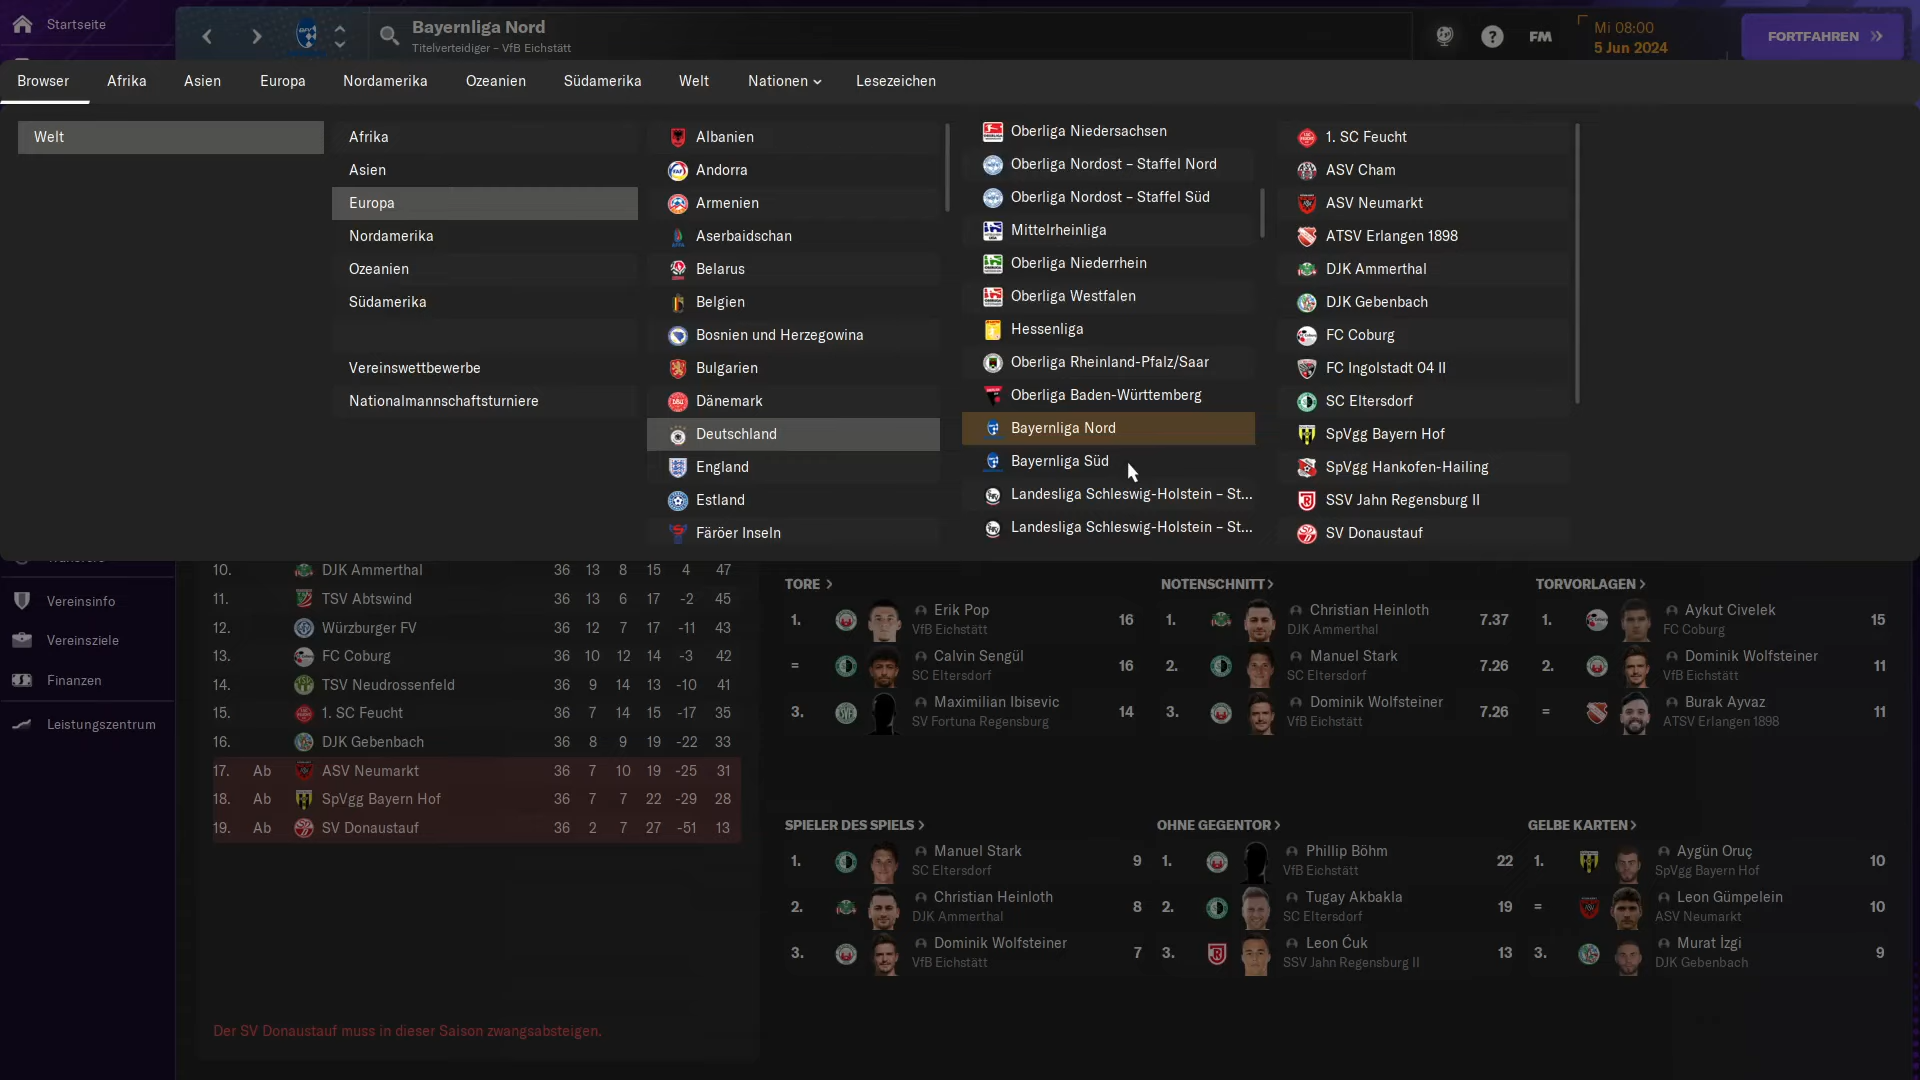 Startseite
Bayernliga Nord
Titelverteidiger – VfB Eichstätt
FM
Mi 08:00
5 Jun 2024
FORTFAHREN
Browser
Afrika
Asien
Europa
Nordamerika
Ozeanien
Südamerika
Welt
Nationen
Lesezeichen
Welt
Afrika
Asien
Europa
Nordamerika
Ozeanien
Südamerika
Vereinswettbewerbe
Nationalmannschaftsturniere
Albanien
Andorra
Armenien
Aserbaidschan
Belarus
Belgien
Bosnien und Herzegowina
Bulgarien
Dänemark
Deutschland
England
Estland
Färöer Inseln
Oberliga Niedersachsen
Oberliga Nordost – Staffel Nord
Oberliga Nordost – Staffel Süd
Mittelrheinliga
Oberliga Niederrhein
Oberliga Westfalen
Hessenliga
Oberliga Rheinland-Pfalz/Saar
Oberliga Baden-Württemberg
Bayernliga Nord
Bayernliga Süd
Landesliga Schleswig-Holstein – St...
Landesliga Schleswig-Holstein – St...
1. SC Feucht
ASV Cham
ASV Neumarkt
ATSV Erlangen 1898
DJK Ammerthal
DJK Gebenbach
FC Coburg
FC Ingolstadt 04 II
SC Eltersdorf
SpVgg Bayern Hof
SpVgg Hankofen-Hailing
SSV Jahn Regensburg II
SV Donaustauf
Vereinsinfo
Vereinsziele
Finanzen
Leistungszentrum
10. DJK Ammerthal 36 13 8 15 4 47
11. TSV Abtswind 36 13 6 17 -2 45
12. Würzburger FV 36 12 7 17 -11 43
13. FC Coburg 36 10 12 14 -3 42
14. TSV Neudrossenfeld 36 9 14 13 -10 41
15. 1. SC Feucht 36 7 14 15 -17 35
16. DJK Gebenbach 36 8 9 19 -22 33
17. Ab ASV Neumarkt 36 7 10 19 -25 31
18. Ab SpVgg Bayern Hof 36 7 7 22 -29 28
19. Ab SV Donaustauf 36 2 7 27 -51 13
Der SV Donaustauf muss in dieser Saison zwangsabsteigen.
TORE
1. Erik Pop 16
VfB Eichstätt
= Calvin Sengül 16
SC Eltersdorf
3. Maximilian Ibisevic 14
SV Fortuna Regensburg
NOTENSCHNITT
1. Christian Heinloth 7.37
DJK Ammerthal
2. Manuel Stark 7.26
SC Eltersdorf
3. Dominik Wolfsteiner 7.26
VfB Eichstätt
TORVORLAGEN
1. Aykut Civelek 15
FC Coburg
2. Dominik Wolfsteiner 11
VfB Eichstätt
= Burak Ayvaz 11
ATSV Erlangen 1898
SPIELER DES SPIELS
1. Manuel Stark 9
SC Eltersdorf
2. Christian Heinloth 8
DJK Ammerthal
3. Dominik Wolfsteiner 7
VfB Eichstätt
OHNE GEGENTOR
1. Phillip Böhm 22
VfB Eichstätt
2. Tugay Akbakla 19
SC Eltersdorf
3. Leon Ćuk 13
SSV Jahn Regensburg II
GELBE KARTEN
1. Aygün Oruç 10
SpVgg Bayern Hof
= Leon Gümpelein 10
ASV Neumarkt
3. Murat İzgi 9
DJK Gebenbach